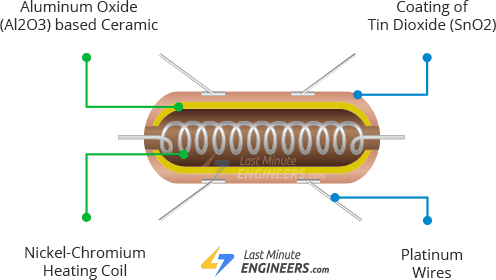 Aluminum Oxide
(Al2O3) based Ceramic
Coating of
Tin Dioxide (SnO2)
Last Minute
ENGINEERS.com
Nickel-Chromium
Heating Coil
Last Minute
ENGINEERS.com
Platinum
Wires